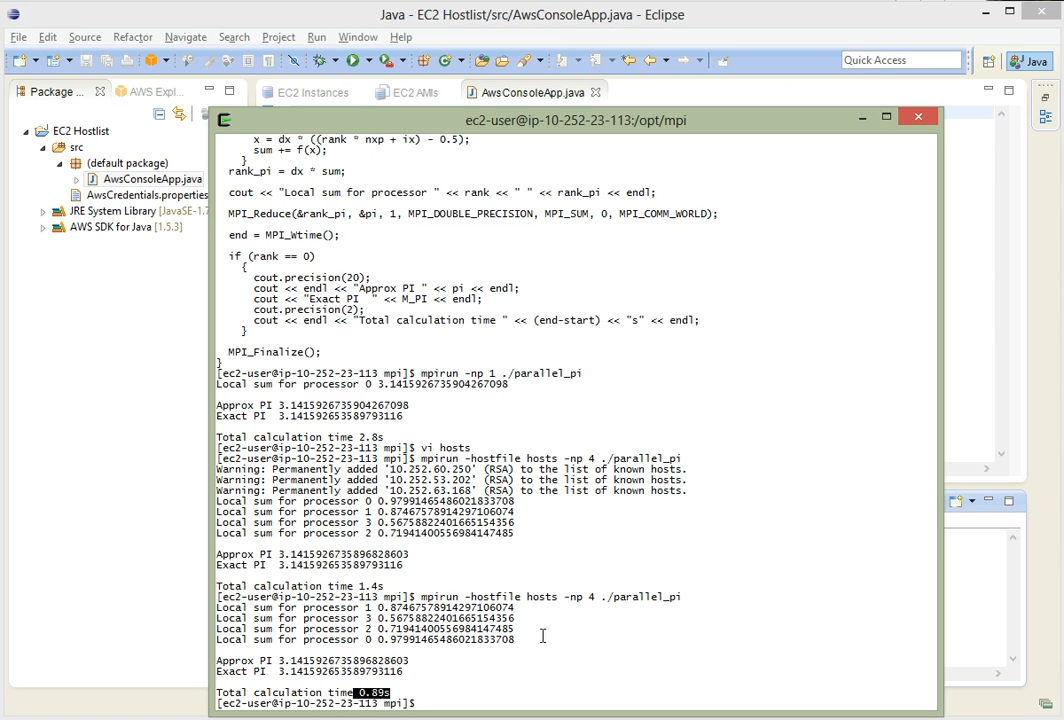 Java - EC2 Hostlist/src/AwsConsoleApp.java - Eclipse
File Edit Source Refactor Navigate Search Project Run Window Help
Quick Access
Java
Package ...
AWS Expl...
EC2 Instances
EC2 AMIs
AwsConsoleApp.java
EC2 Hostlist
src
(default package)
AwsConsoleApp.java
AwsCredentials.properties
JRE System Library [JavaSE-1.7
AWS SDK for Java [1.5.3]
ec2-user@ip-10-252-23-113:/opt/mpi
x = dx * ((rank * nxp + ix) - 0.5);
sum += f(x);
}
rank_pi = dx * sum;
cout << "Local sum for processor " << rank << " " << rank_pi << endl;
MPI_Reduce(&rank_pi, &pi, 1, MPI_DOUBLE_PRECISION, MPI_SUM, 0, MPI_COMM_WORLD);
end = MPI_Wtime();
if (rank == 0)
{
cout.precision(20);
cout << endl << "Approx PI " << pi << endl;
cout << "Exact PI  " << M_PI << endl;
cout.precision(2);
cout << endl << "Total calculation time " << (end-start) << "s" << endl;
}
MPI_Finalize();
}
[ec2-user@ip-10-252-23-113 mpi]$ mpirun -np 1 ./parallel_pi
Local sum for processor 0 3.1415926735904267098
Approx PI 3.1415926735904267098
Exact PI  3.141592653589793116
Total calculation time 2.8s
[ec2-user@ip-10-252-23-113 mpi]$ vi hosts
[ec2-user@ip-10-252-23-113 mpi]$ mpirun -hostfile hosts -np 4 ./parallel_pi
Warning: Permanently added '10.252.60.250' (RSA) to the list of known hosts.
Warning: Permanently added '10.252.53.202' (RSA) to the list of known hosts.
Warning: Permanently added '10.252.63.168' (RSA) to the list of known hosts.
Local sum for processor 0 0.97991465486021833708
Local sum for processor 1 0.87467578914297106074
Local sum for processor 3 0.56758822401665154356
Local sum for processor 2 0.71941400556984147485
Approx PI 3.1415926735896828603
Exact PI  3.141592653589793116
Total calculation time 1.4s
[ec2-user@ip-10-252-23-113 mpi]$ mpirun -hostfile hosts -np 4 ./parallel_pi
Local sum for processor 1 0.87467578914297106074
Local sum for processor 3 0.56758822401665154356
Local sum for processor 2 0.71941400556984147485
Local sum for processor 0 0.97991465486021833708
Approx PI 3.1415926735896828603
Exact PI  3.141592653589793116
Total calculation time 0.89s
[ec2-user@ip-10-252-23-113 mpi]$